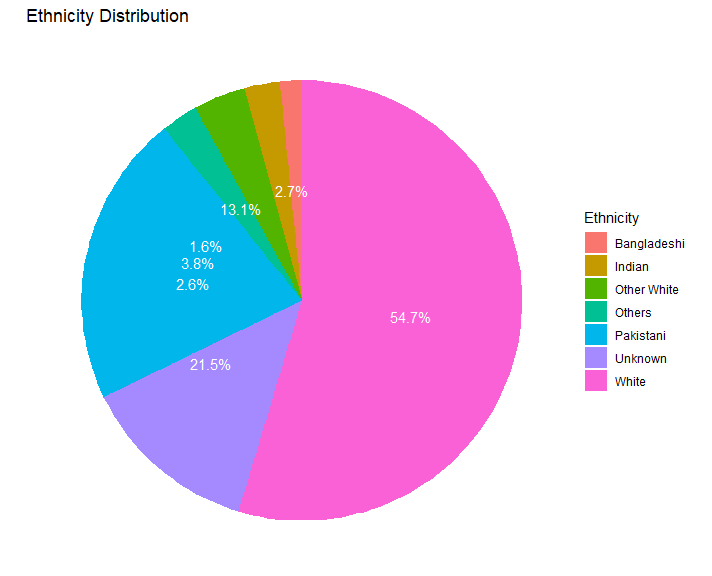 Ethnicity Distribution
2.7%
13.1%
1.6%
3.8%
2.6%
54.7%
21.5%
Ethnicity
Bangladeshi
Indian
Other White
Others
Pakistani
Unknown
White